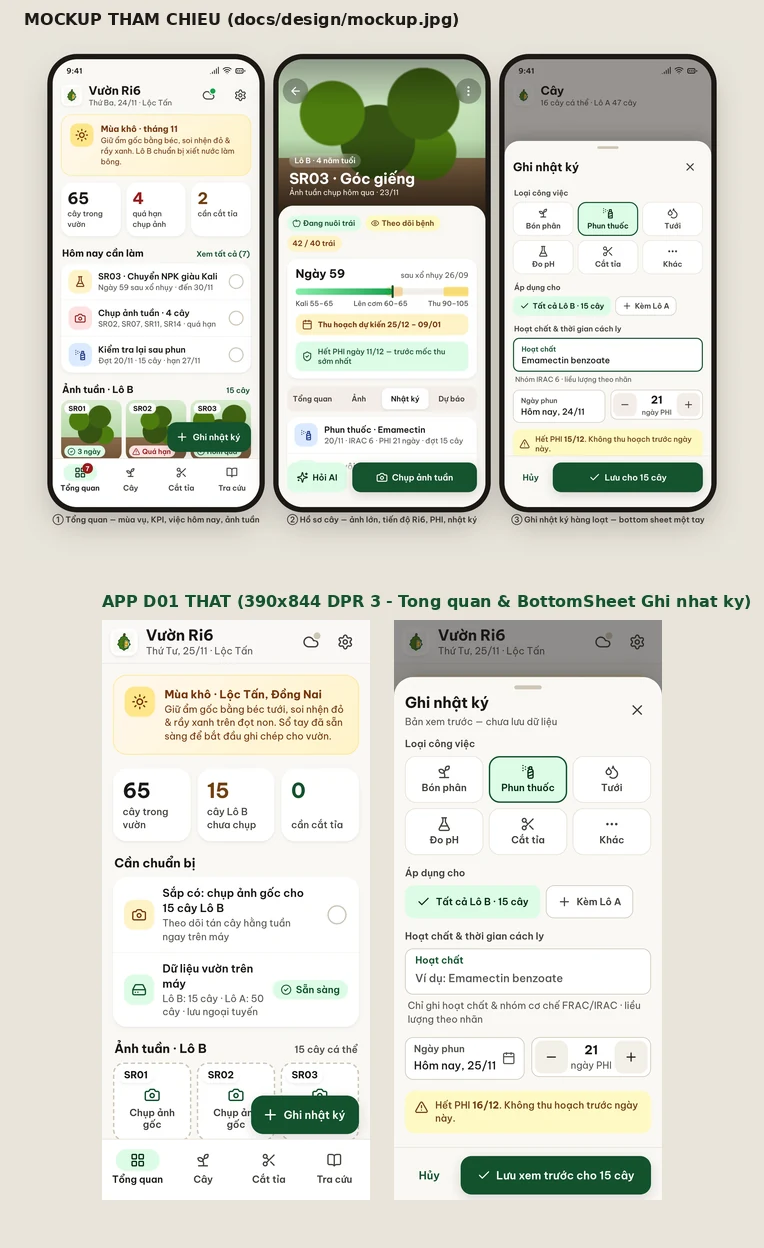 MOCKUP THAM CHIEU (docs/design/mockup.jpg)
9:41
Vườn Ri6
Thứ Ba, 24/11 · Lộc Tấn
Mùa khô · tháng 11
Giữ ẩm gốc bằng béc, soi nhện đỏ &
rầy xanh. Lô B chuẩn bị xiết nước làm
bông.
65
cây trong
vườn
4
quá hạn
chụp ảnh
2
cần cắt tỉa
Hôm nay cần làm
Xem tất cả (7)
SR03 · Chuyển NPK giàu Kali
Ngày 59 sau xổ nhụy · đến 30/11
Chụp ảnh tuần · 4 cây
SR02, SR07, SR11, SR14 · quá hạn
Kiểm tra lại sau phun
Đợt 20/11 · 15 cây · hạn 27/11
Ảnh tuần · Lô B
15 cây
SR01
SR02
SR03
3 ngày
Quá hạn
Ghi nhật ký
7
Tổng quan
Cây
Cắt tỉa
Tra cứu
① Tổng quan — mùa vụ, KPI, việc hôm nay, ảnh tuần
Lô B · 4 năm tuổi
SR03 · Góc giếng
Ảnh tuần chụp hôm qua · 23/11
Đang nuôi trái
Theo dõi bệnh
42 / 40 trái
Ngày 59
sau xổ nhụy 26/09
Kali 55–65
Lên cơm 60–65
Thu 90–105
Thu hoạch dự kiến 25/12 – 09/01
Hết PHI ngày 11/12 — trước mốc thu
sớm nhất
Tổng quan
Ảnh
Nhật ký
Dự báo
Phun thuốc · Emamectin
20/11 · IRAC 6 · PHI 21 ngày · đợt 15 cây
Hỏi AI
Chụp ảnh tuần
② Hồ sơ cây — ảnh lớn, tiến độ Ri6, PHI, nhật ký
9:41
Cây
16 cây cá thể · Lô A 47 cây
Ghi nhật ký
Loại công việc
Bón phân
Phun thuốc
Tưới
Đo pH
Cắt tỉa
Khác
Áp dụng cho
Tất cả Lô B · 15 cây
Kèm Lô A
Hoạt chất & thời gian cách ly
Hoạt chất
Emamectin benzoate
Nhóm IRAC 6 · liều lượng theo nhãn
Ngày phun
Hôm nay, 24/11
−
21
ngày PHI
+
Hết PHI 15/12. Không thu hoạch trước ngày
này.
Hủy
Lưu cho 15 cây
③ Ghi nhật ký hàng loạt — bottom sheet một tay
APP D01 THAT (390x844 DPR 3 - Tong quan & BottomSheet Ghi nhat ky)
Vườn Ri6
Thứ Tư, 25/11 · Lộc Tấn
Mùa khô · Lộc Tấn, Đồng Nai
Giữ ẩm gốc bằng béc tưới, soi nhện đỏ
& rầy xanh trên đọt non. Sổ tay đã sẵn
sàng để bắt đầu ghi chép cho vườn.
65
cây trong
vườn
15
cây Lô B
chưa chụp
0
cần cắt tỉa
Cần chuẩn bị
Sắp có: chụp ảnh gốc cho
15 cây Lô B
Theo dõi tán cây hằng tuần
ngay trên máy
Dữ liệu vườn trên
máy
Lô B: 15 cây · Lô A: 50
cây · lưu ngoại tuyến
Sẵn sàng
Ảnh tuần · Lô B
15 cây cá thể
SR01
SR02
SR03
Chụp ảnh
gốc
Chụp ản
gốc
Ghi nhật ký
Tổng quan
Cây
Cắt tỉa
Tra cứu
Vườn Ri6
Thứ Tư, 25/11 · Lộc Tấn
Ghi nhật ký
Bản xem trước — chưa lưu dữ liệu
Loại công việc
Bón phân
Phun thuốc
Tưới
Đo pH
Cắt tỉa
Khác
Áp dụng cho
Tất cả Lô B · 15 cây
Kèm Lô A
Hoạt chất & thời gian cách ly
Hoạt chất
Ví dụ: Emamectin benzoate
Chỉ ghi hoạt chất & nhóm cơ chế FRAC/IRAC · liều
lượng theo nhãn
Ngày phun
Hôm nay, 25/11
−
21
ngày PHI
+
Hết PHI 16/12. Không thu hoạch trước ngày
này.
Hủy
Lưu xem trước cho 15 cây